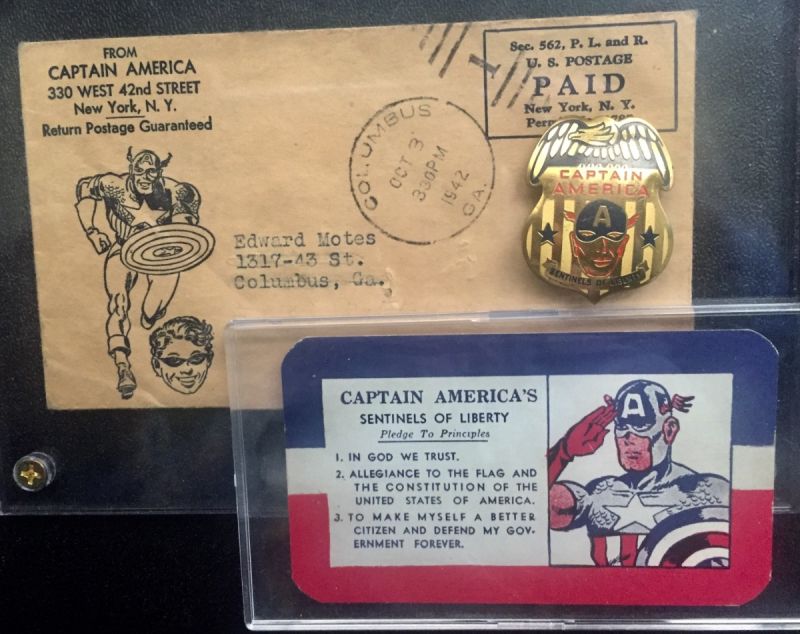 FROM
CAPTAIN AMERICA
330 WEST 42nd STREET
New York, N. Y.
Return Postage Guaranteed
COLUMBUS
OCT 3
330PM
1942
GA.
1
Sec. 562, P. L. and R.
U. S. POSTAGE
PAID
New York, N. Y.
Edward Motes
1317-43 St.
Columbus, Ga.
CAPTAIN
AMERICA
A
SENTINELS OF LIBERTY
CAPTAIN AMERICA'S
SENTINELS OF LIBERTY
Pledge To Principles
1. IN GOD WE TRUST.
2. ALLEGIANCE TO THE FLAG AND
THE CONSTITUTION OF THE
UNITED STATES OF AMERICA.
3. TO MAKE MYSELF A BETTER
CITIZEN AND DEFEND MY GOV-
ERNMENT FOREVER.
A